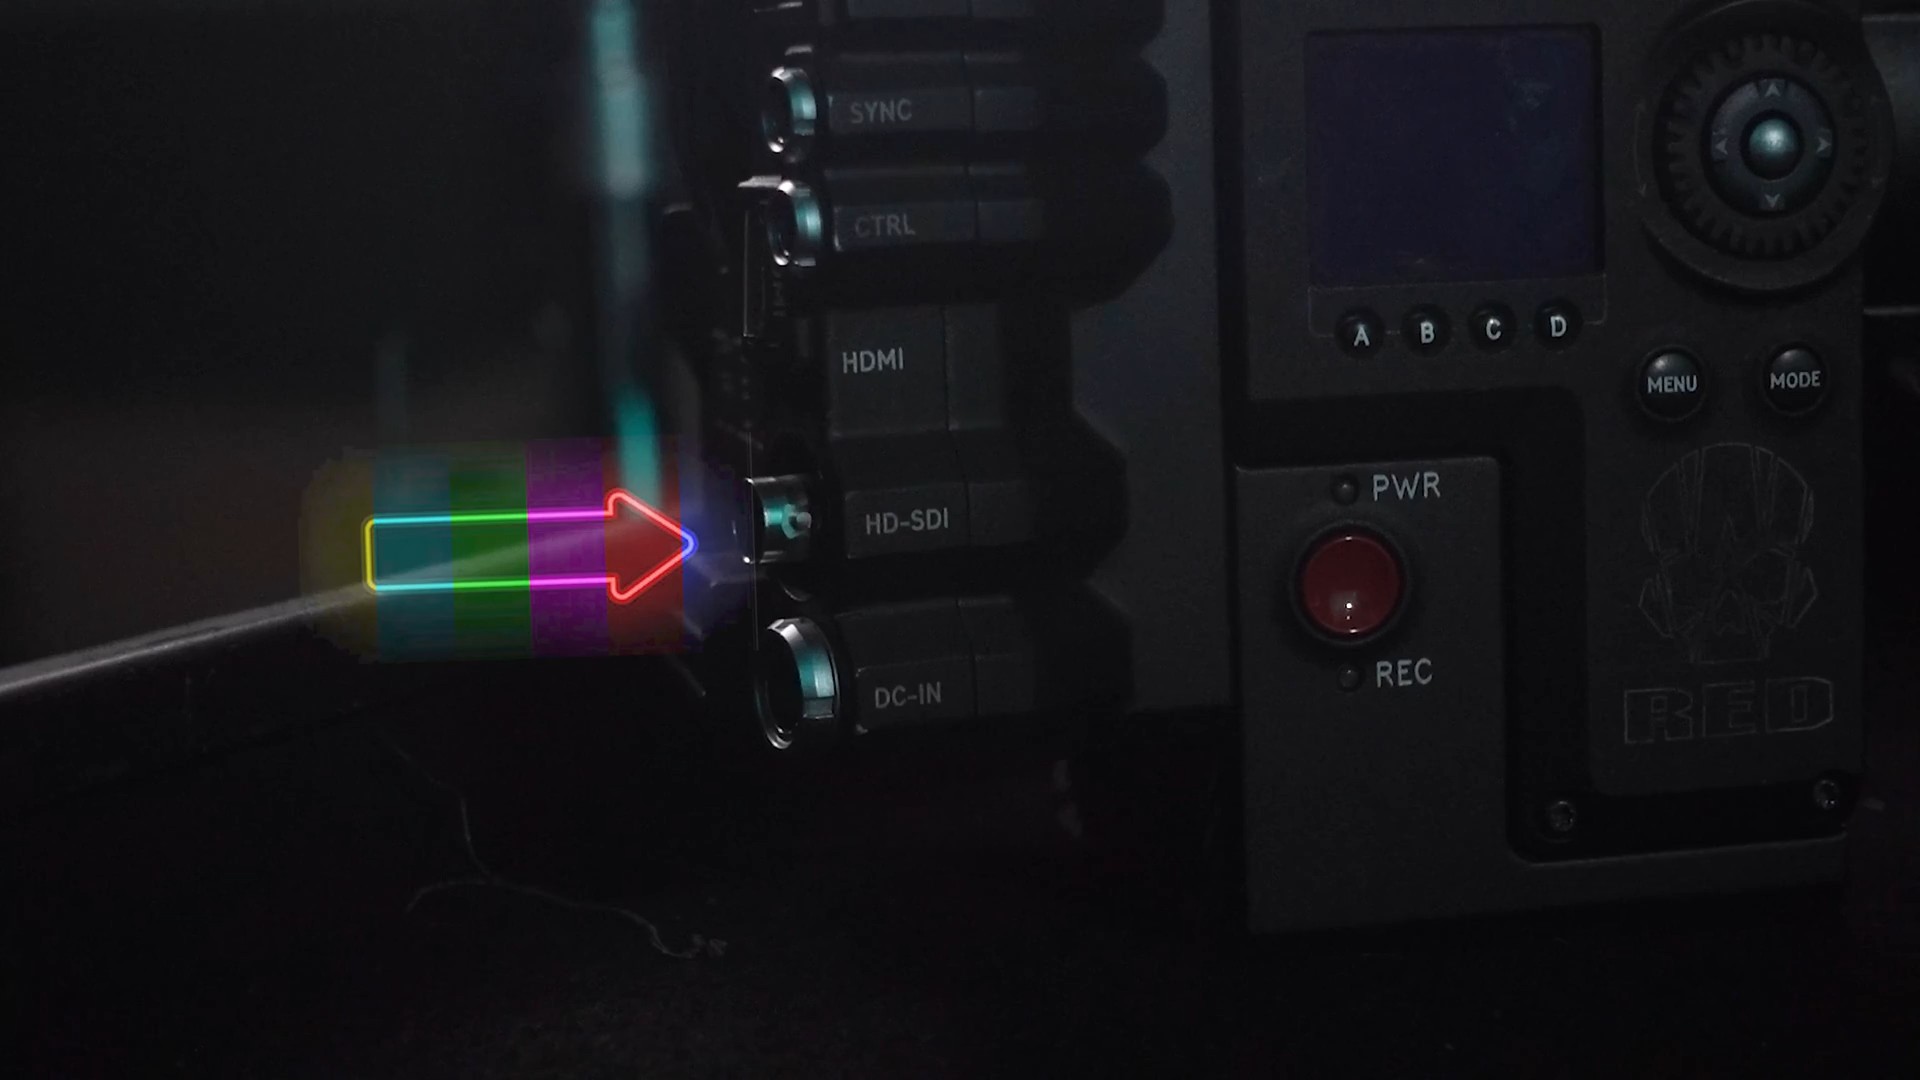 SYNC
CTRL
HDMI
HD-SDI
DC-IN
A B C D
MENU MODE
PWR
REC
RED